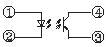 ① ④
② ③